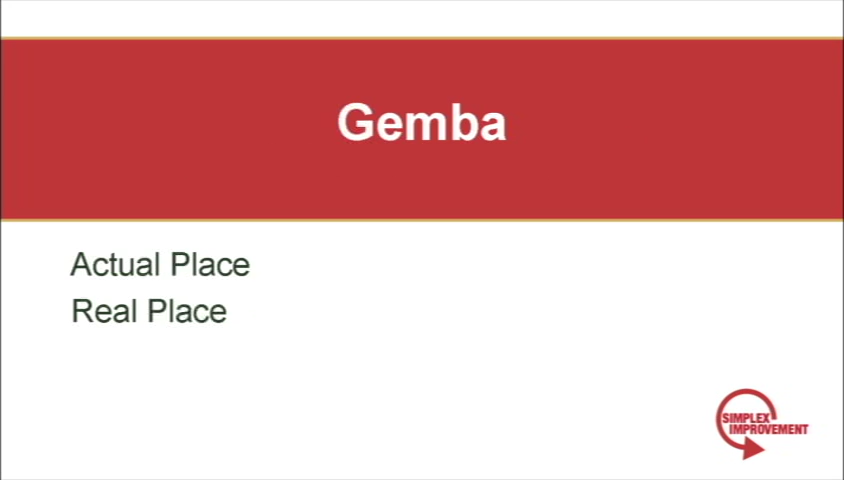 Gemba
Actual Place
Real Place
SIMPLEX
IMPROVEMENT